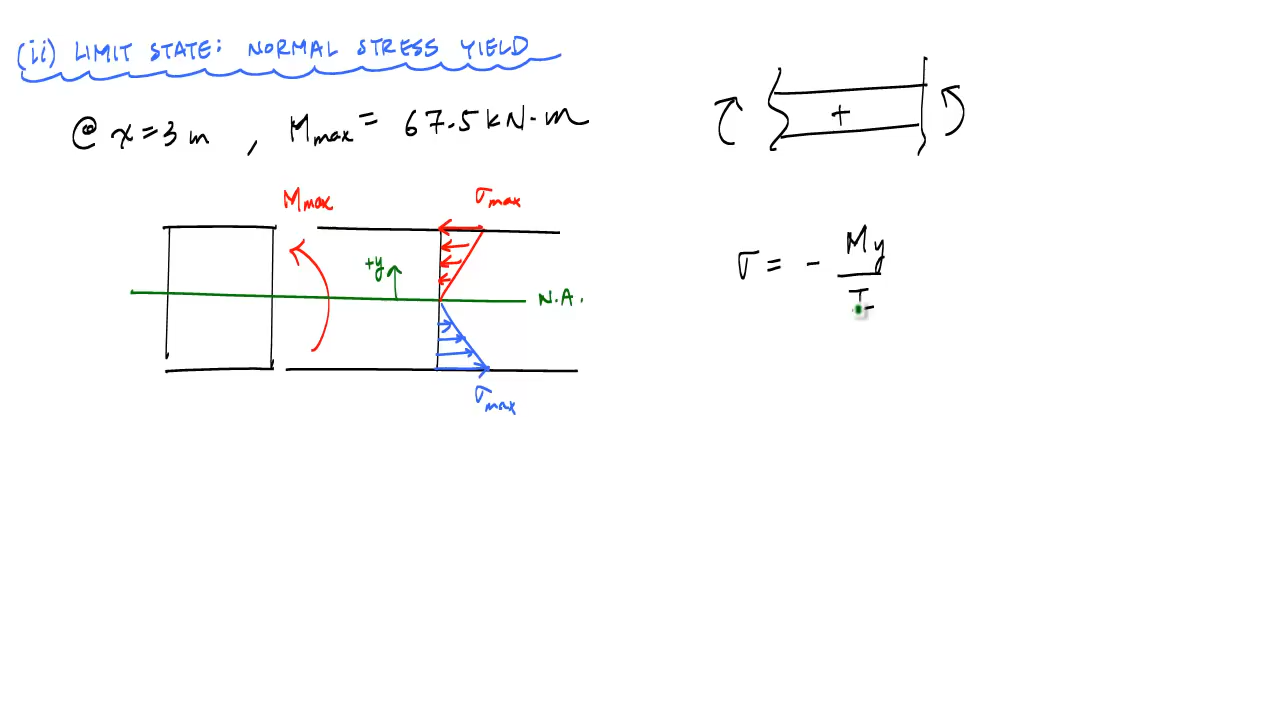 (ii) LIMIT STATE: NORMAL STRESS YIELD
@ x = 3 m , Mmax = 67.5 kN·m
+
Mmax
σmax
+y
N.A.
σ = - My / I
σmax